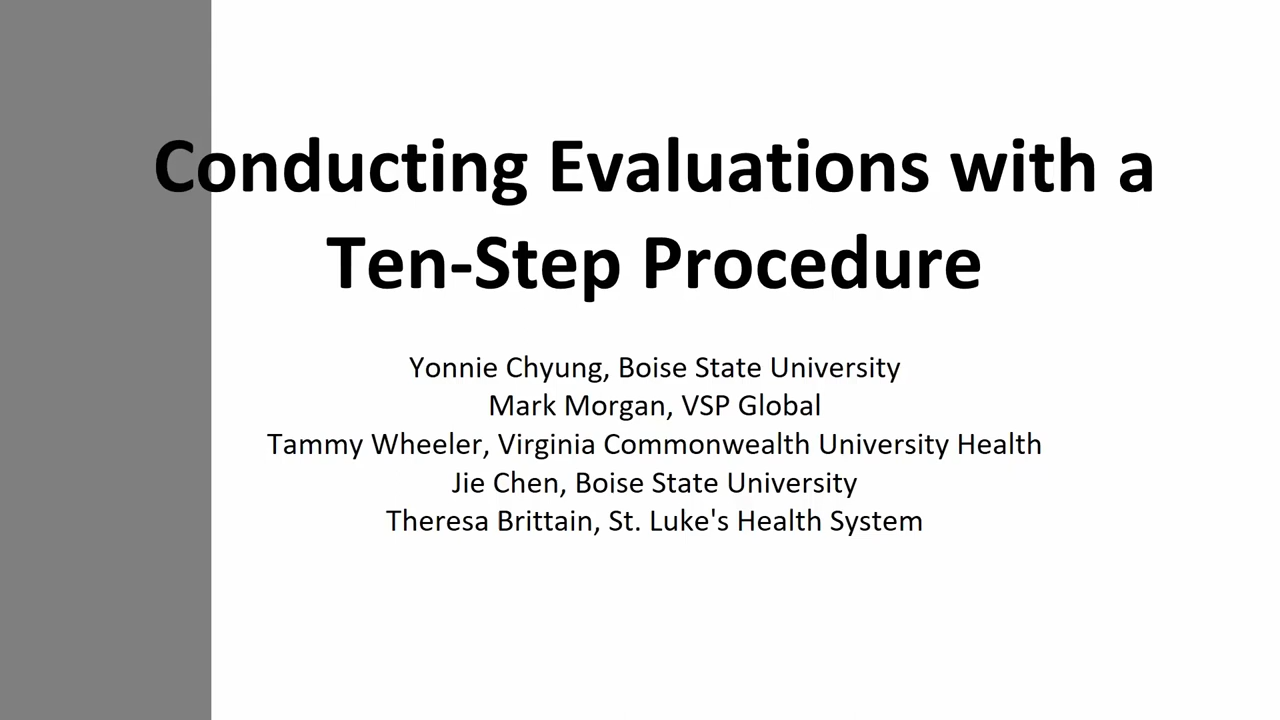 Conducting Evaluations with a
Ten-Step Procedure
Yonnie Chyung, Boise State University
Mark Morgan, VSP Global
Tammy Wheeler, Virginia Commonwealth University Health
Jie Chen, Boise State University
Theresa Brittain, St. Luke's Health System